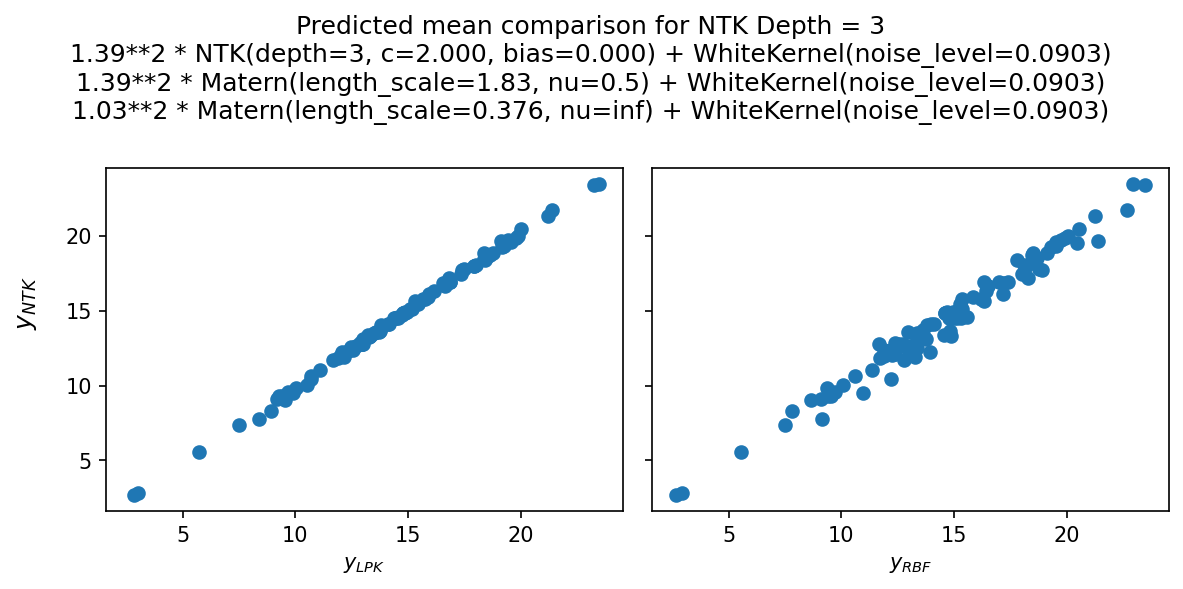 Predicted mean comparison for NTK Depth = 3
1.39**2 * NTK(depth=3, c=2.000, bias=0.000) + WhiteKernel(noise_level=0.0903)
1.39**2 * Matern(length_scale=1.83, nu=0.5) + WhiteKernel(noise_level=0.0903)
1.03**2 * Matern(length_scale=0.376, nu=inf) + WhiteKernel(noise_level=0.0903)
y_NTK
20
15
10
5
5 10 15 20
5 10 15 20
y_LPK
y_RBF